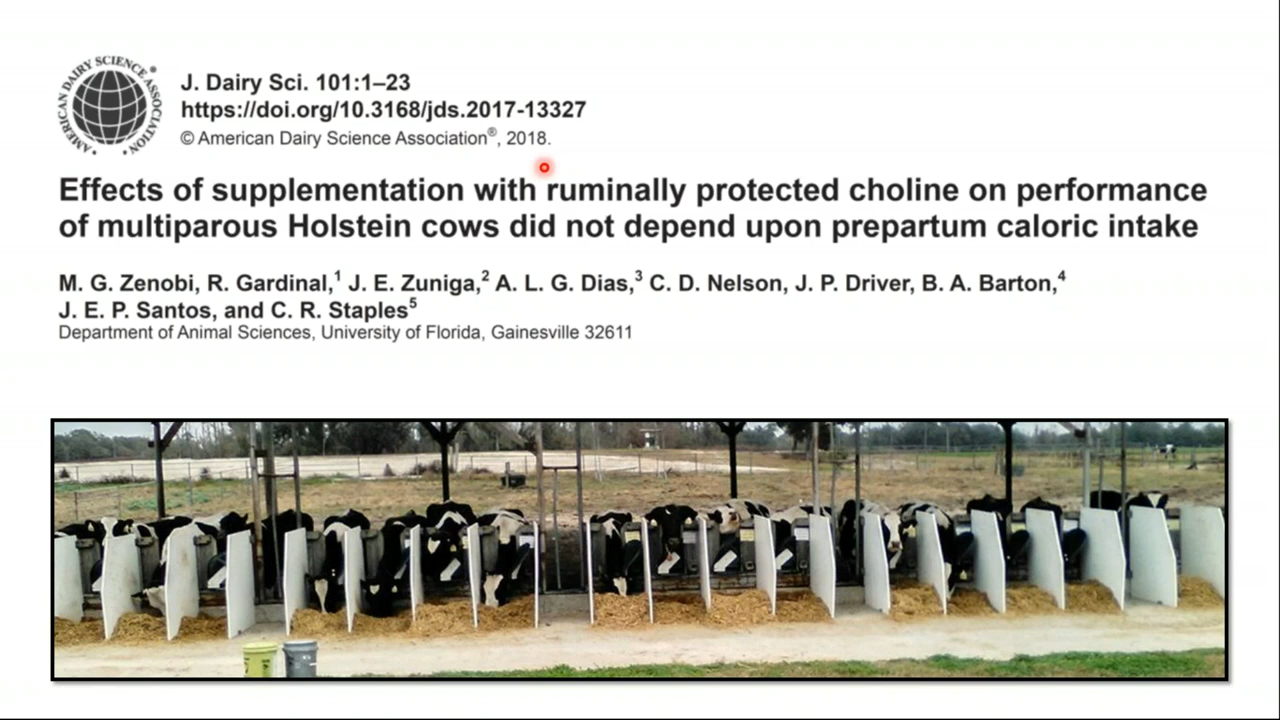 AMERICAN DAIRY SCIENCE ASSOCIATION®
J. Dairy Sci. 101:1–23
https://doi.org/10.3168/jds.2017-13327
© American Dairy Science Association®, 2018.
Effects of supplementation with ruminally protected choline on performance
of multiparous Holstein cows did not depend upon prepartum caloric intake
M. G. Zenobi, R. Gardinal,1 J. E. Zuniga,2 A. L. G. Dias,3 C. D. Nelson, J. P. Driver, B. A. Barton,4
J. E. P. Santos, and C. R. Staples5
Department of Animal Sciences, University of Florida, Gainesville 32611